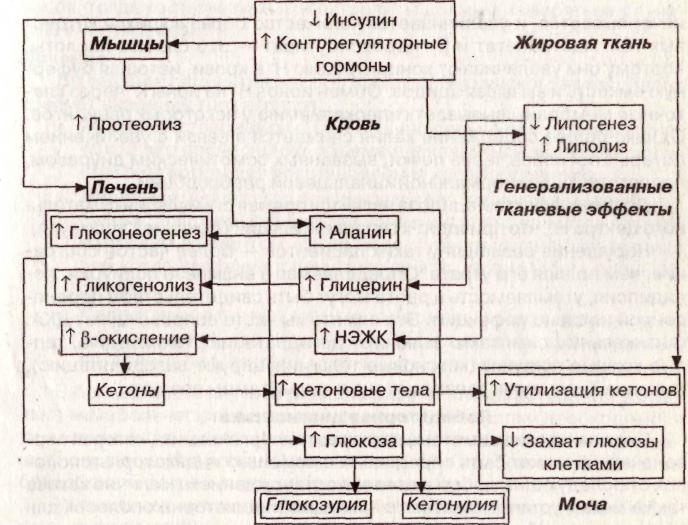 ↓ Инсулин
Мышцы
↑ Контррегуляторные
гормоны
Жировая ткань
↑ Протеолиз
Кровь
↓
↑ Липолиз
Печень
Генерализованные
тканевые эффекты
↑ Глюконеогенез
↑ Аланин
↑ Гликогенолиз
↑ Глицерин
↑ β-окисление
↑ НЭЖК
Кетоны
↑ Кетоновые тела
↑ Утилизация кетонов
↑ Глюкоза
↓ Захват глюкозы
клетками
Глюкозурия
Кетонурия
Моча